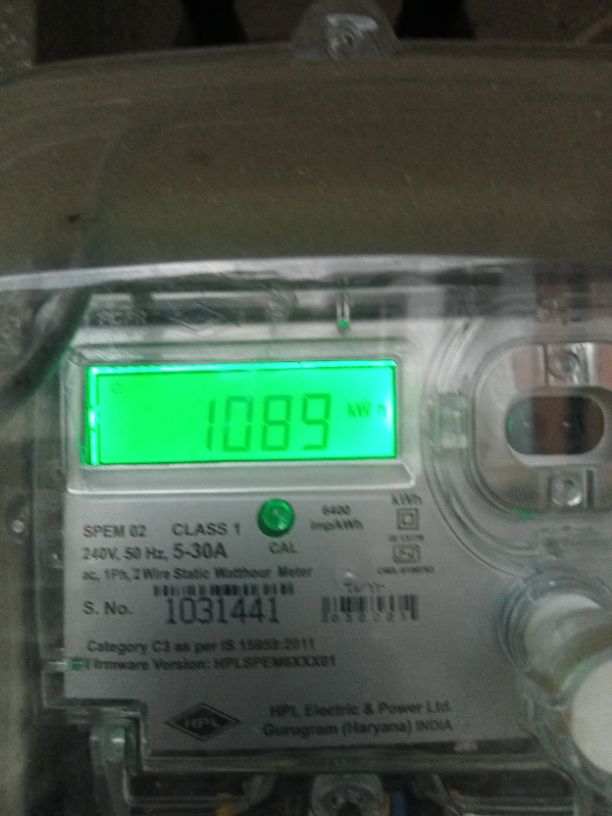 1089 kWh
6400
Imp/kWh
kWh
SPEM 02 CLASS 1
240V, 50 Hz, 5-30A
CAL
ac, 1Ph, 2 Wire Static Watthour Meter
S. No. 1031441
Category C3 as per IS 15959:2011
Firmware Version: HPLSPEM6XXX01
HPL
HPL Electric & Power Ltd.
Gurugram (Haryana) INDIA